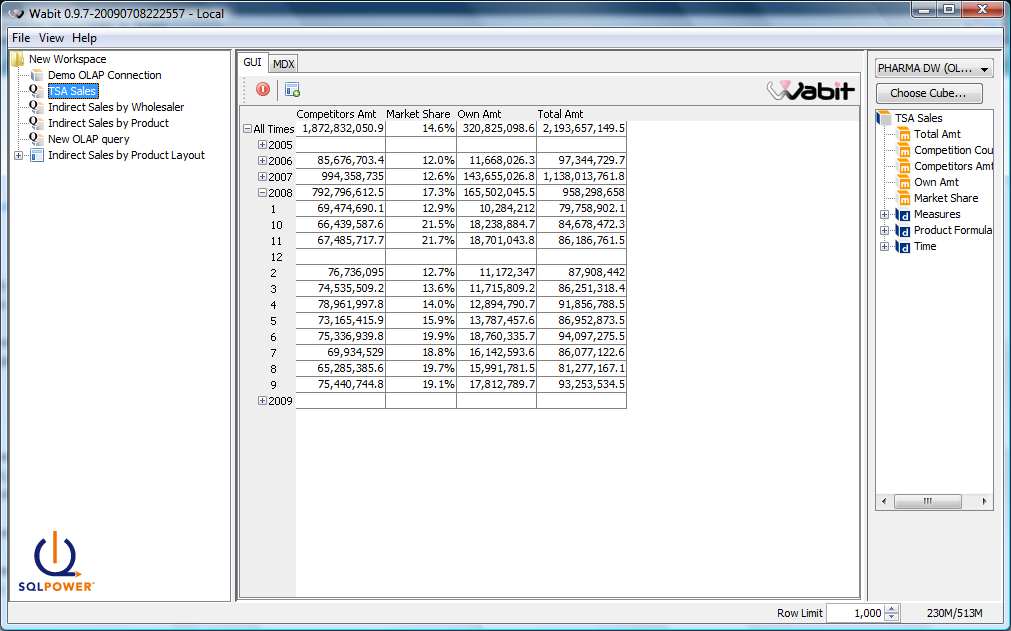 Wabit 0.9.7-20090708222557 - Local
File View Help
New Workspace
Demo OLAP Connection
TSA Sales
Indirect Sales by Wholesaler
Indirect Sales by Product
New OLAP query
Indirect Sales by Product Layout
SQLPOWER
GUI MDX
Wabit
Competitors Amt Market Share Own Amt Total Amt
All Times 1,872,832,050.9 14.6% 320,825,098.6 2,193,657,149.5
2005
2006 85,676,703.4 12.0% 11,668,026.3 97,344,729.7
2007 994,358,735 12.6% 143,655,026.8 1,138,013,761.8
2008 792,796,612.5 17.3% 165,502,045.5 958,298,658
1 69,474,690.1 12.9% 10,284,212 79,758,902.1
10 66,439,587.6 21.5% 18,238,884.7 84,678,472.3
11 67,485,717.7 21.7% 18,701,043.8 86,186,761.5
12
2 76,736,095 12.7% 11,172,347 87,908,442
3 74,535,509.2 13.6% 11,715,809.2 86,251,318.4
4 78,961,997.8 14.0% 12,894,790.7 91,856,788.5
5 73,165,415.9 15.9% 13,787,457.6 86,952,873.5
6 75,336,939.8 19.9% 18,760,335.7 94,097,275.5
7 69,934,529 18.8% 16,142,593.6 86,077,122.6
8 65,285,385.6 19.7% 15,991,781.5 81,277,167.1
9 75,440,744.8 19.1% 17,812,789.7 93,253,534.5
2009
PHARMA DW (OL...
Choose Cube...
TSA Sales
Total Amt
Competition Cou
Competitors Amt
Own Amt
Market Share
Measures
Product Formula
Time
Row Limit 1,000 230M/513M